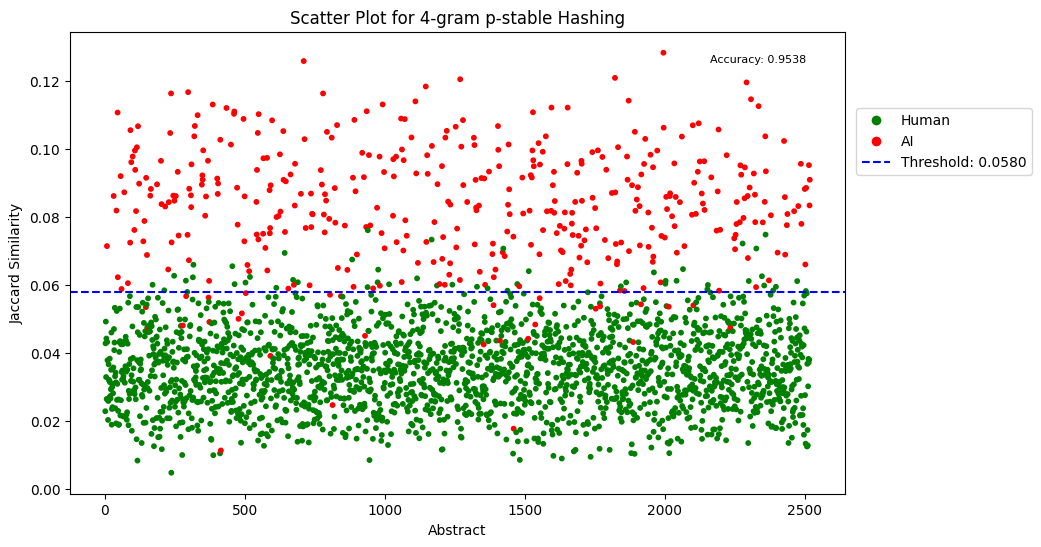 Scatter Plot for 4-gram p-stable Hashing
Accuracy: 0.9538
Human
AI
Threshold: 0.0580
Jaccard Similarity
0.12
0.10
0.08
0.06
0.04
0.02
0.00
0 500 1000 1500 2000 2500
Abstract